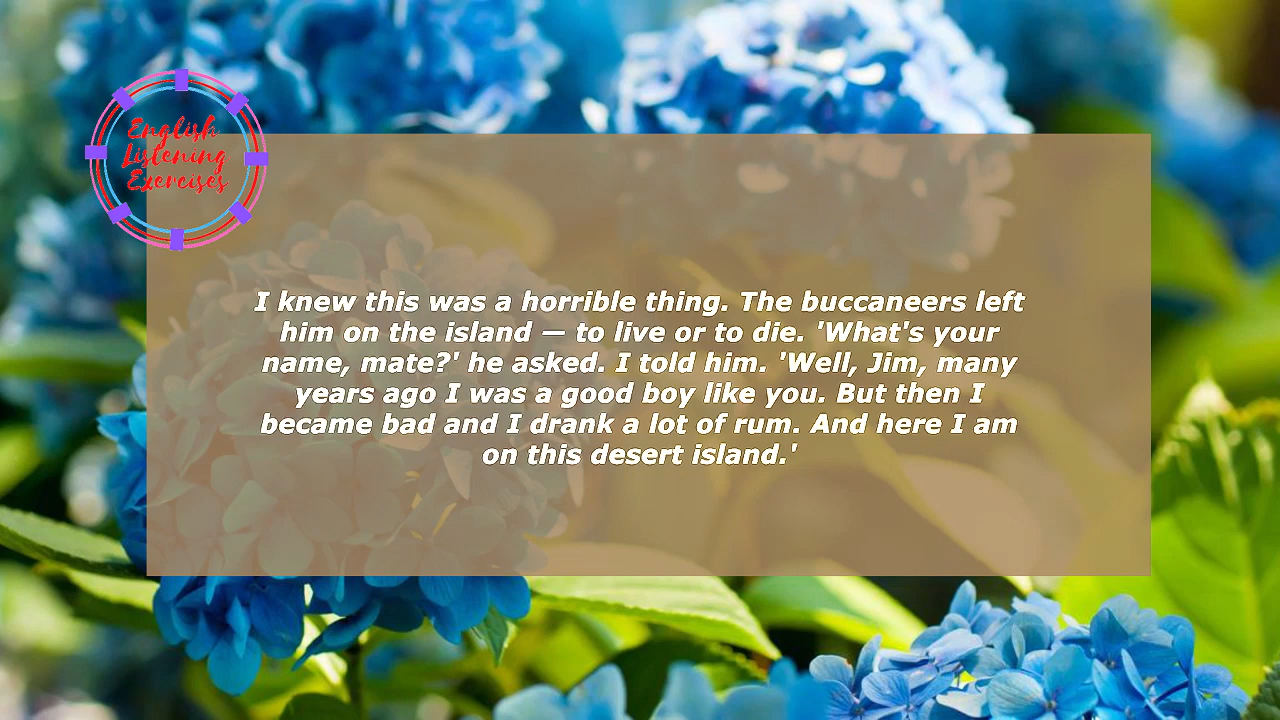 English
Listening
Exercises
I knew this was a horrible thing. The buccaneers left
him on the island — to live or to die. 'What's your
name, mate?' he asked. I told him. 'Well, Jim, many
years ago I was a good boy like you. But then I
became bad and I drank a lot of rum. And here I am
on this desert island.'